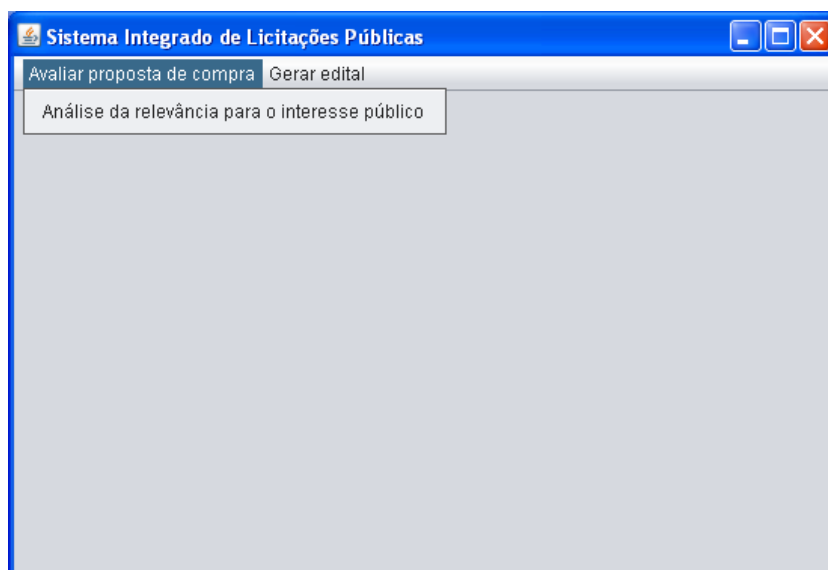 Sistema Integrado de Licitações Públicas
Avaliar proposta de compra Gerar edital
Análise da relevância para o interesse público